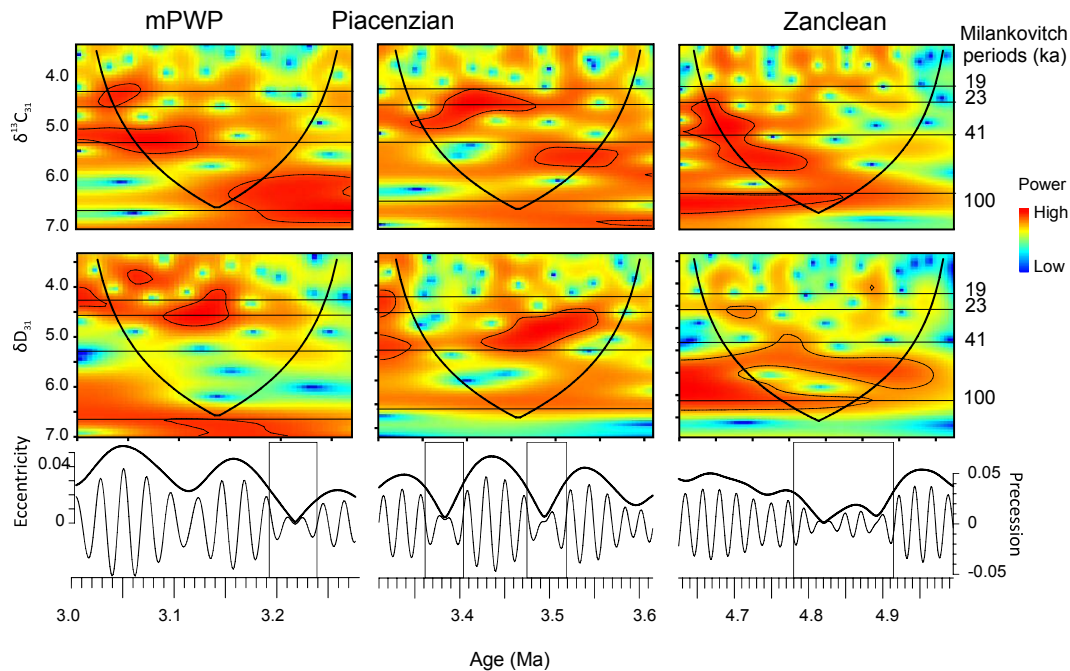 mPWP Piacenzian Zanclean
Milankovitch
periods (ka)
δ¹³C₃₁
4.0
5.0
6.0
7.0
19
23
41
100
Power
High
Low
δD₃₁
4.0
5.0
6.0
7.0
19
23
41
100
Eccentricity
0.04
0
0.05
0
-0.05
Precession
3.0 3.1 3.2 3.4 3.5 3.6 4.7 4.8 4.9
Age (Ma)